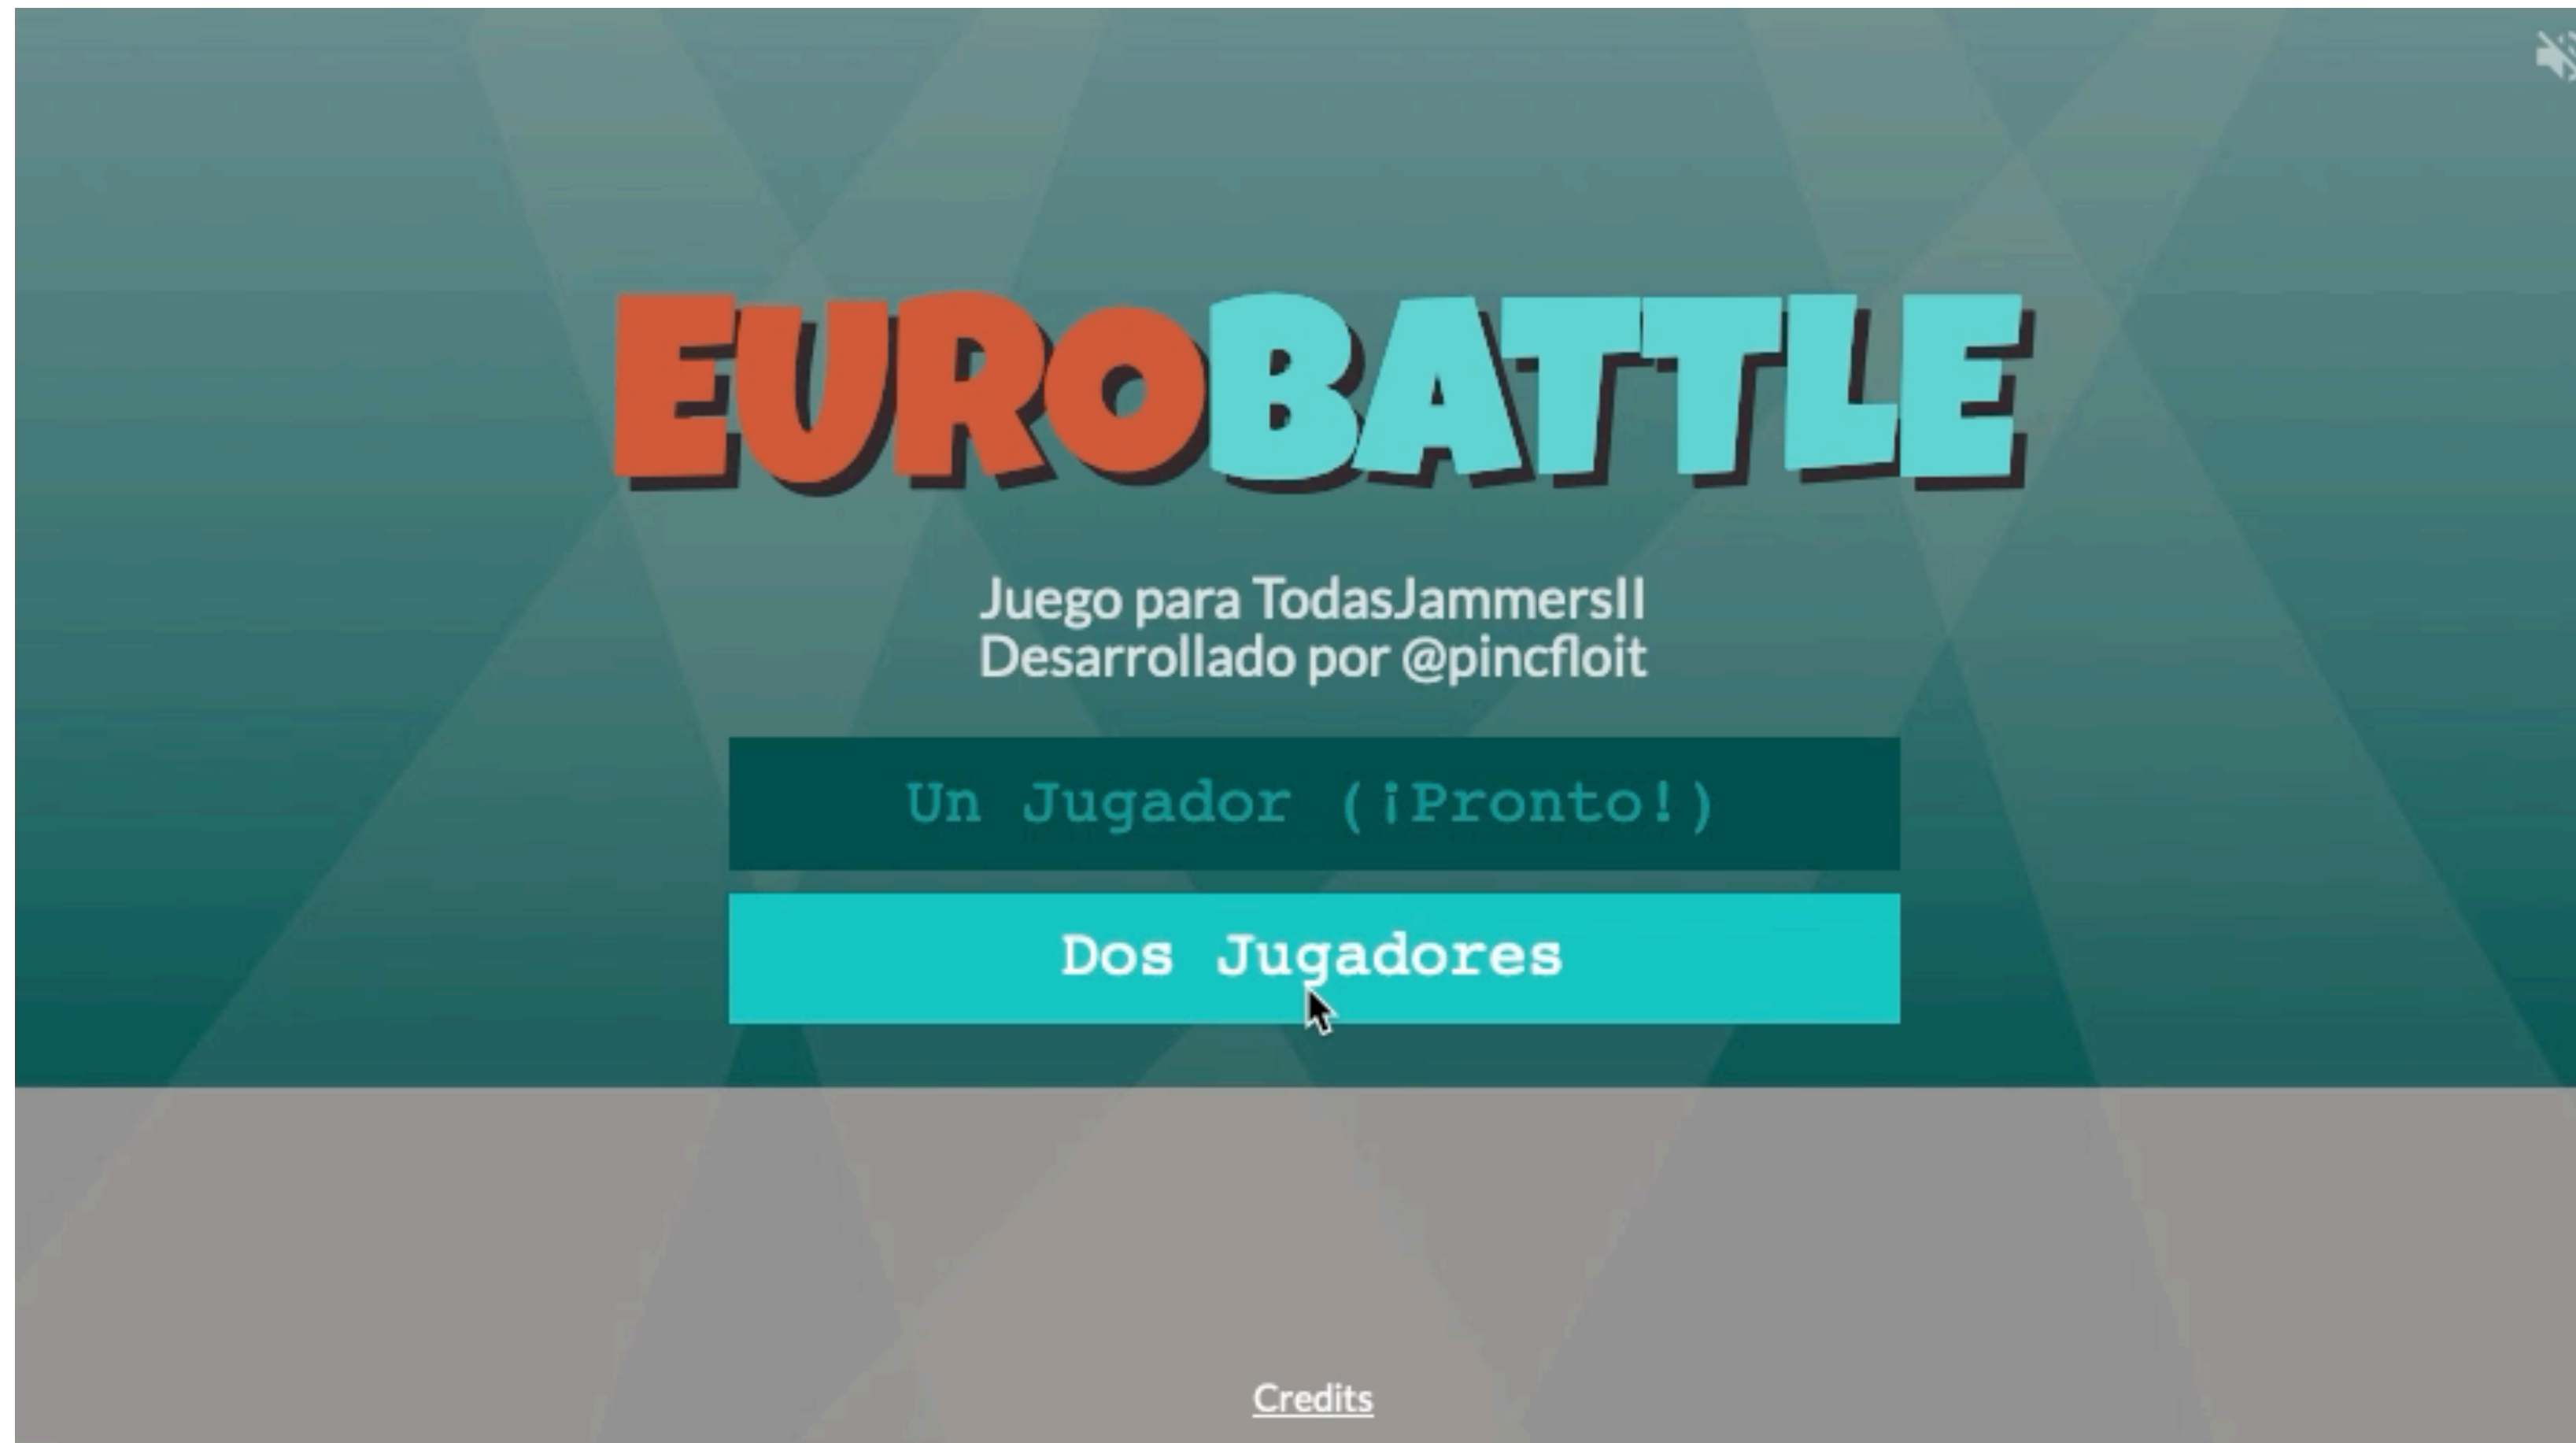 EUROBATTLE
Juego para TodasJammersII
Desarrollado por @pincfloit
Un Jugador (¡Pronto!)
Dos Jugadores
Credits